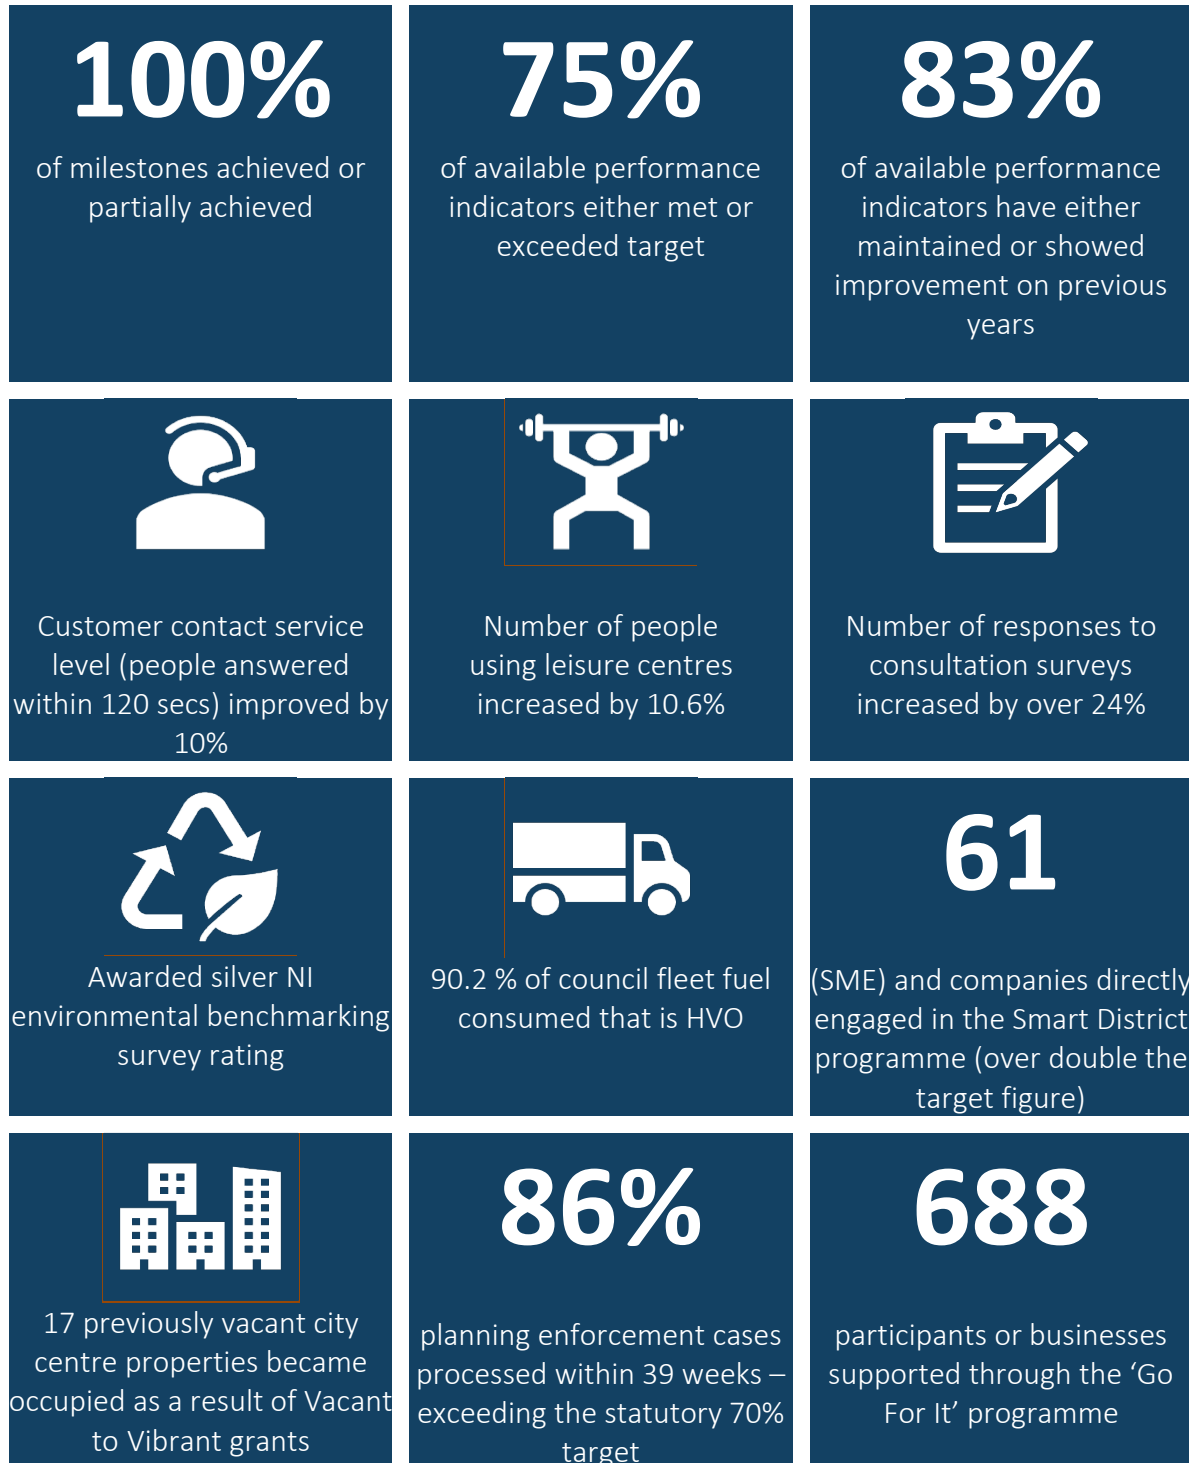 100%
of milestones achieved or
partially achieved
75%
of available performance
indicators either met or
exceeded target
83%
of available performance
indicators have either
maintained or showed
improvement on previous
years
Customer contact service
level (people answered
within 120 secs) improved by
10%
Number of people
using leisure centres
increased by 10.6%
Number of responses to
consultation surveys
increased by over 24%
Awarded silver NI
environmental benchmarking
survey rating
90.2 % of council fleet fuel
consumed that is HVO
61
(SME) and companies directly
engaged in the Smart District
programme (over double the
target figure)
17 previously vacant city
centre properties became
occupied as a result of Vacant
to Vibrant grants
86%
planning enforcement cases
processed within 39 weeks –
exceeding the statutory 70%
target
688
participants or businesses
supported through the ‘Go
For It’ programme